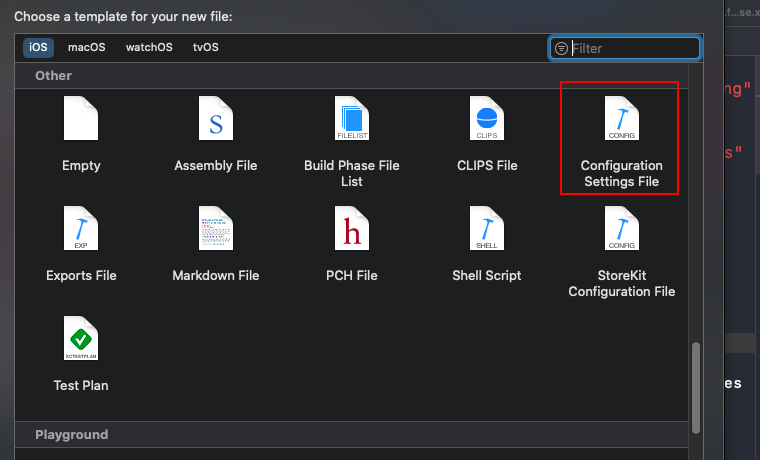 Choose a template for your new file:
.f...se.x
iOS macOS watchOS tvOS Filter
Other
ng"
s"
S
FILELIST
CLIPS
CONFIG
Empty
Assembly File
Build Phase File
List
CLIPS File
Configuration
Settings File
EXP
h
SHELL
CONFIG
Exports File
Markdown File
PCH File
Shell Script
StoreKit
Configuration File
XCTESTPLAN
Test Plan
es
Playground